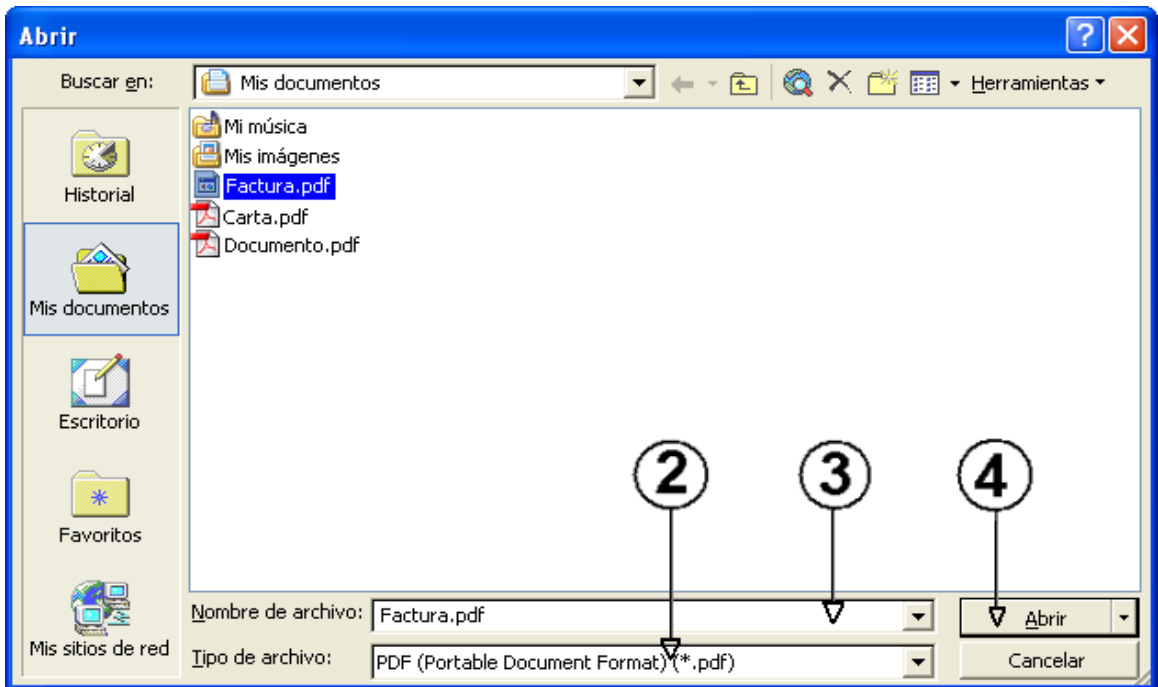 Abrir
Buscar en: Mis documentos Herramientas
Mi música
Mis imágenes
Factura.pdf
Carta.pdf
Documento.pdf
Historial
Mis documentos
Escritorio
Favoritos
Mis sitios de red
2 3 4
Nombre de archivo: Factura.pdf Abrir
Tipo de archivo: PDF (Portable Document Format) (*.pdf) Cancelar